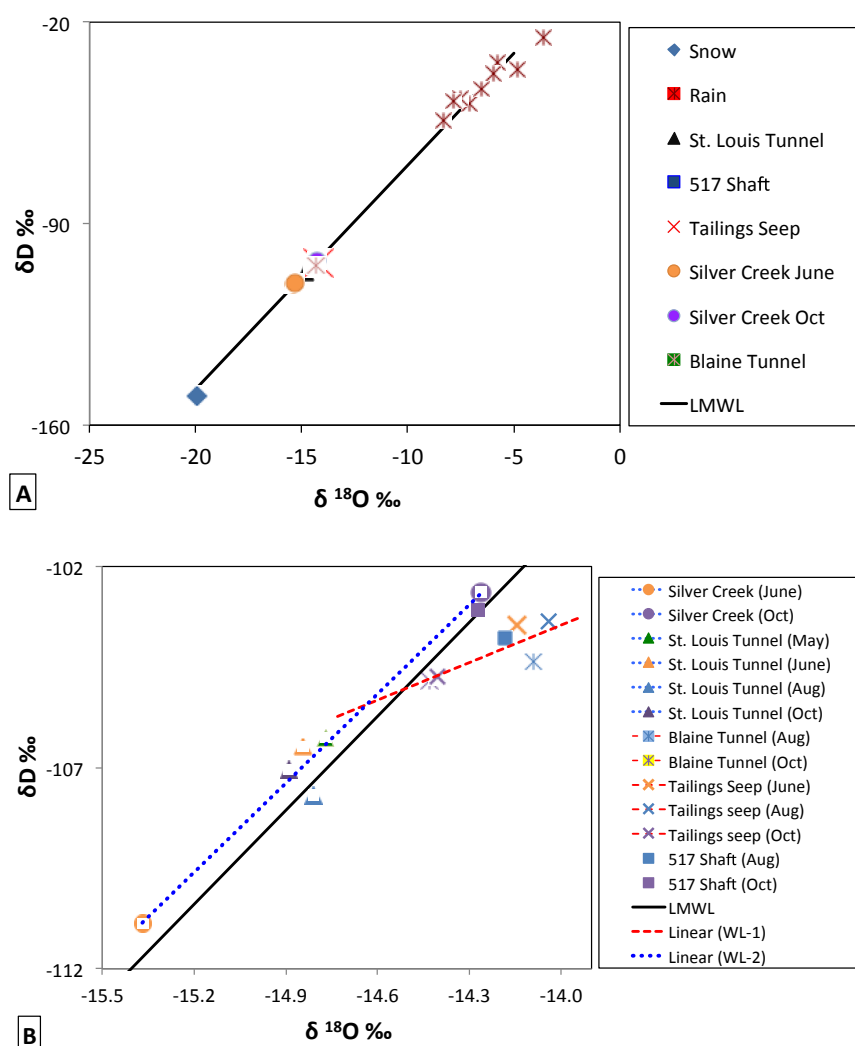 -20
-90
-160
-25
-20
-15
-10
-5
0
δD ‰
δ 18O ‰
A
Snow
Rain
St. Louis Tunnel
517 Shaft
Tailings Seep
Silver Creek June
Silver Creek Oct
Blaine Tunnel
LMWL
-102
-107
-112
-15.5
-15.2
-14.9
-14.6
-14.3
-14.0
δD ‰
δ 18O ‰
B
Silver Creek (June)
Silver Creek (Oct)
St. Louis Tunnel (May)
St. Louis Tunnel (June)
St. Louis Tunnel (Aug)
St. Louis Tunnel (Oct)
Blaine Tunnel (Aug)
Blaine Tunnel (Oct)
Tailings Seep (June)
Tailings seep (Aug)
Tailings seep (Oct)
517 Shaft (Aug)
517 Shaft (Oct)
LMWL
Linear (WL-1)
Linear (WL-2)